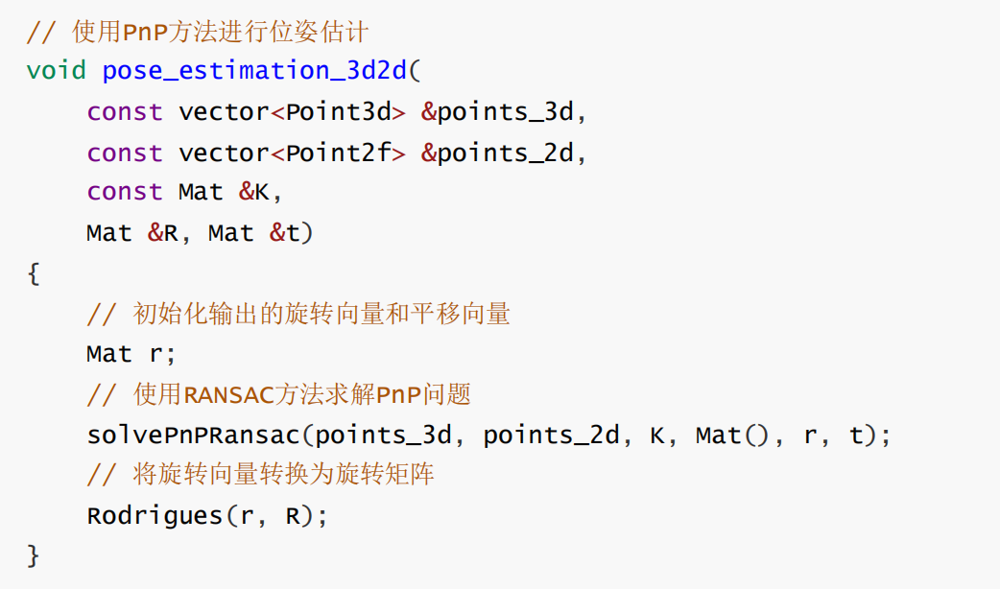 // 使用PnP方法进行位姿估计
void pose_estimation_3d2d(
    const vector<Point3d> &points_3d,
    const vector<Point2f> &points_2d,
    const Mat &K,
    Mat &R, Mat &t)
{
    // 初始化输出的旋转向量和平移向量
    Mat r;
    // 使用RANSAC方法求解PnP问题
    solvePnPRansac(points_3d, points_2d, K, Mat(), r, t);
    // 将旋转向量转换为旋转矩阵
    Rodrigues(r, R);
}